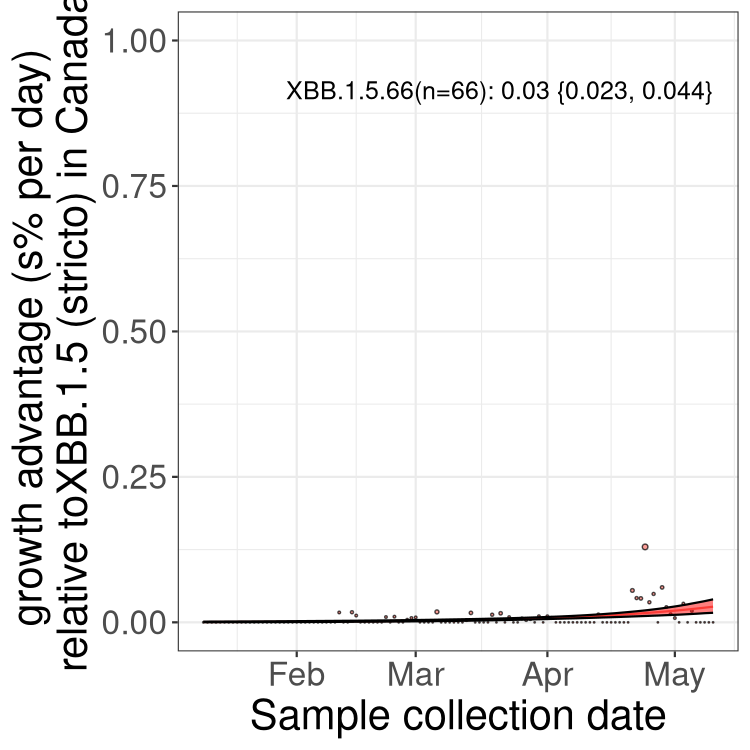 growth advantage (s% per day)
relative toXBB.1.5 (stricto) in Canada
1.00
0.75
0.50
0.25
0.00
XBB.1.5.66(n=66): 0.03 {0.023, 0.044}
Feb Mar Apr May
Sample collection date